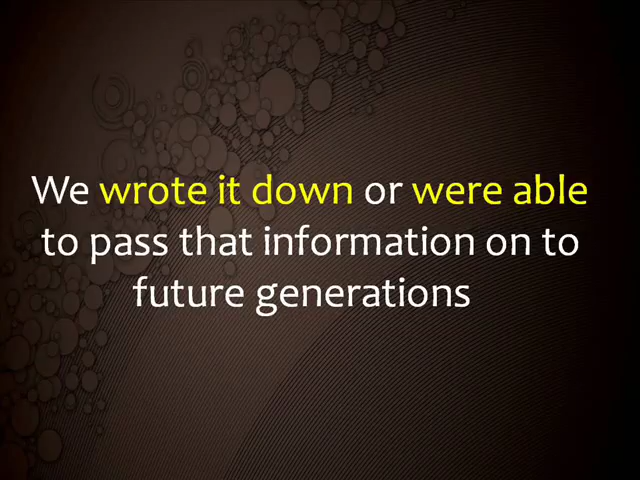 We wrote it down or were able
to pass that information on to
future generations